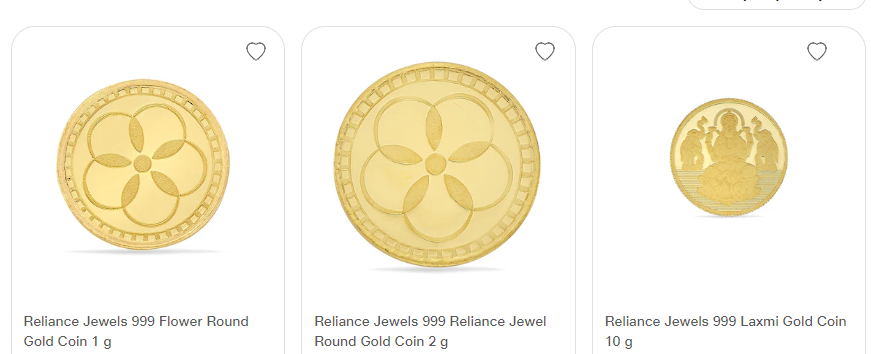 Reliance Jewels 999 Flower Round
Gold Coin 1 g
Reliance Jewels 999 Reliance Jewel
Round Gold Coin 2 g
Reliance Jewels 999 Laxmi Gold Coin
10 g